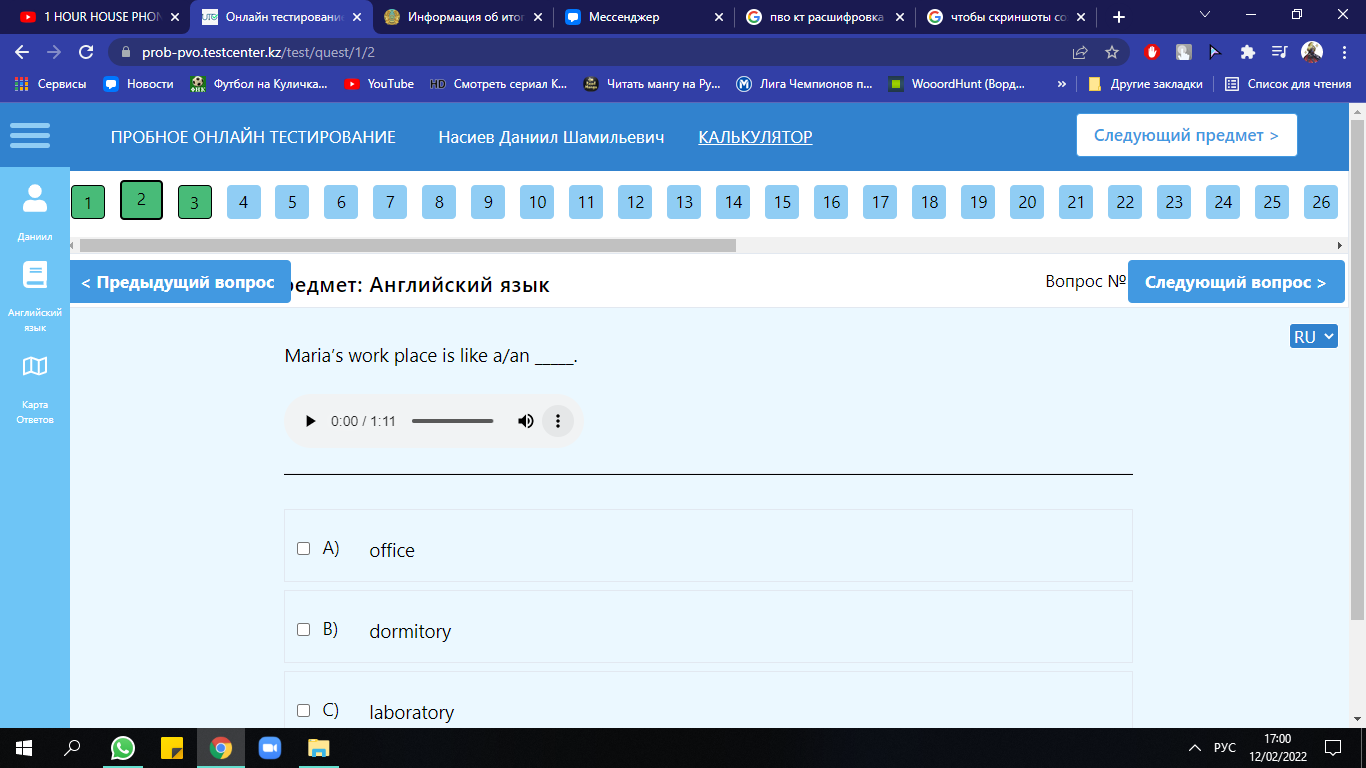 1 HOUR HOUSE PHON
Онлайн тестировани
Информация об итог
Мессенджер
пво кт расшифровка
чтобы скриншоты со
prob-pvo.testcenter.kz/test/quest/1/2
Сервисы
Новости
Футбол на Куличка...
YouTube
HD Смотреть сериал К...
Читать мангу на Ру...
Лига Чемпионов п...
WooordHunt (Ворд...
»
Другие закладки
Список для чтения
ПРОБНОЕ ОНЛАЙН ТЕСТИРОВАНИЕ
Насиев Даниил Шамильевич
КАЛЬКУЛЯТОР
Следующий предмет >
1 2 3 4 5 6 7 8 9 10 11 12 13 14 15 16 17 18 19 20 21 22 23 24 25 26
Даниил
Английский
язык
Карта
Ответов
< Предыдущий вопрос
редмет: Английский язык
Вопрос №
Следующий вопрос >
RU
Maria's work place is like a/an _____.
0:00 / 1:11
A) office
B) dormitory
C) laboratory
РУС
17:00
12/02/2022